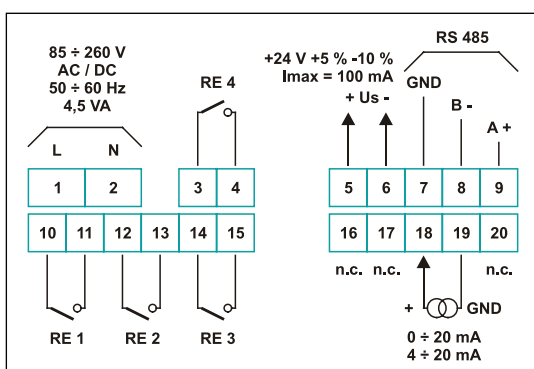 85 ÷ 260 V
AC / DC
50 ÷ 60 Hz
4,5 VA
L N
RE 4
+24 V +5 % -10 %
Imax = 100 mA
+ Us -
RS 485
GND
B -
A +
1 2 3 4 5 6 7 8 9
10 11 12 13 14 15 16 17 18 19 20
n.c. n.c. n.c.
RE 1 RE 2 RE 3
+ GND
0 ÷ 20 mA
4 ÷ 20 mA